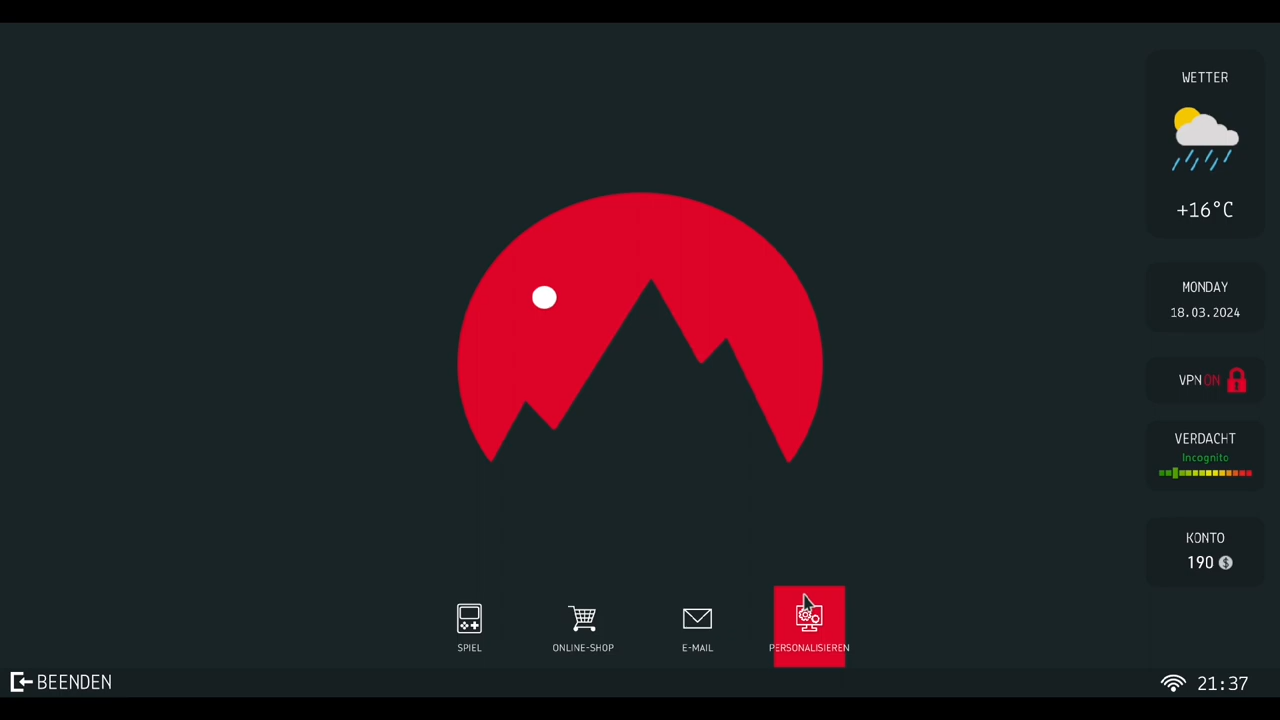 WETTER
+16°C
MONDAY
18.03.2024
VPN ON
VERDACHT
Incognito
KONTO
190 $
SPIEL
ONLINE-SHOP
E-MAIL
PERSONALISIEREN
BEENDEN
21:37